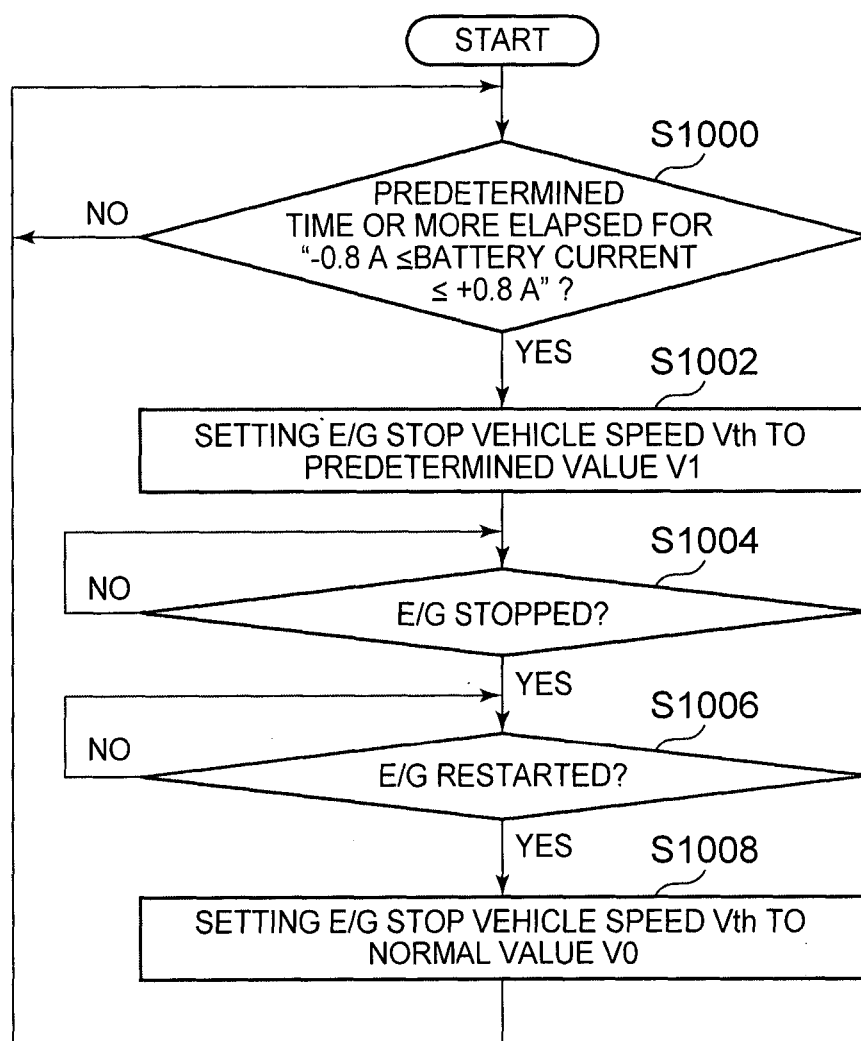 START
S1000
NO
PREDETERMINED
TIME OR MORE ELAPSED FOR
“-0.8 A ≤BATTERY CURRENT
≤ +0.8 A” ?
YES
S1002
SETTING E/G STOP VEHICLE SPEED Vth TO
PREDETERMINED VALUE V1
S1004
NO
E/G STOPPED?
YES
S1006
NO
E/G RESTARTED?
YES
S1008
SETTING E/G STOP VEHICLE SPEED Vth TO
NORMAL VALUE V0